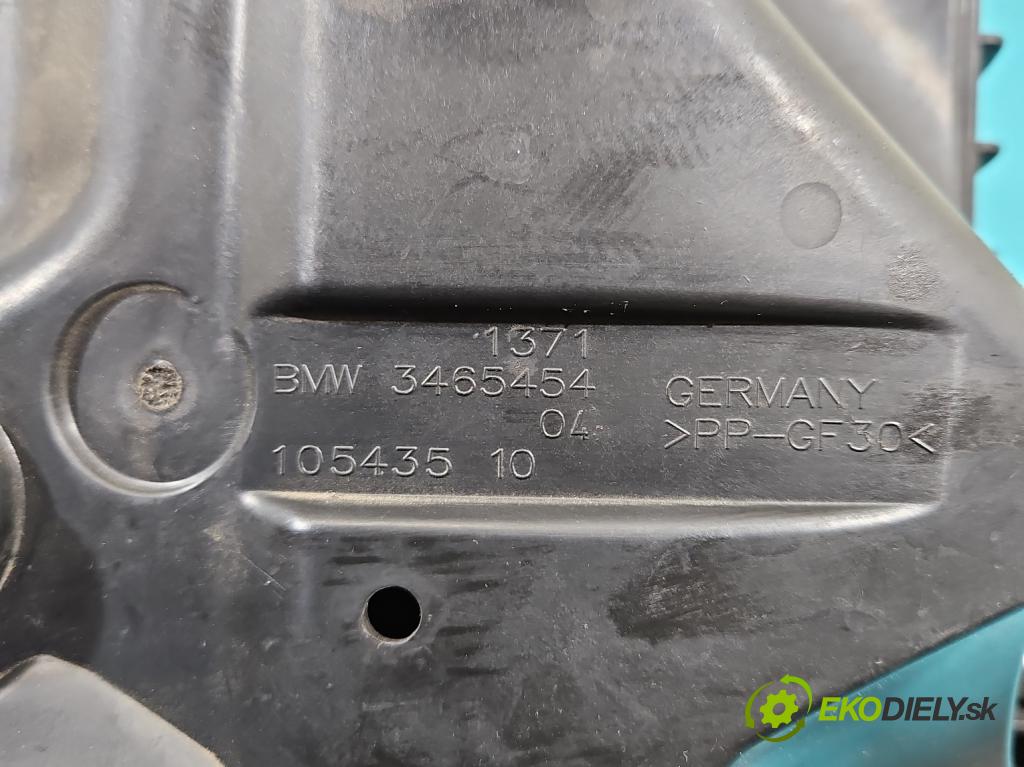 1371
BMW 3465454
04
105435 10
GERMANY
>PP-GF30<
EKODIELY.sk